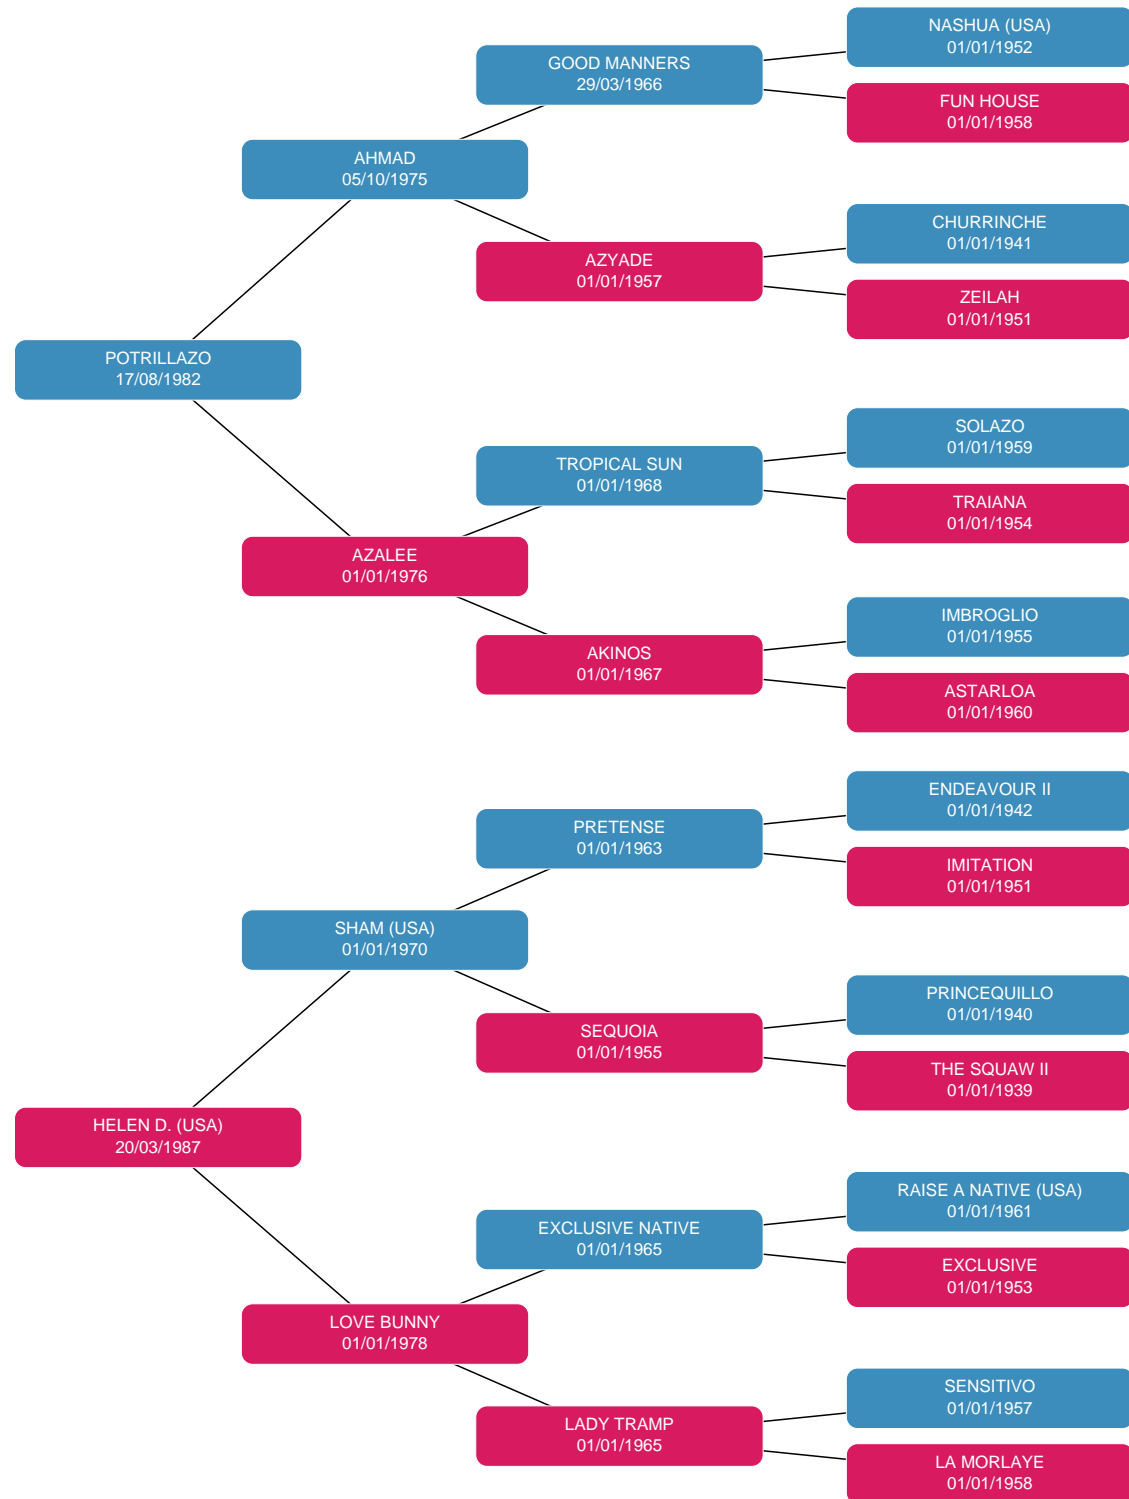 NASHUA (USA)
01/01/1952
GOOD MANNERS
29/03/1966
FUN HOUSE
01/01/1958
AHMAD
05/10/1975
CHURRINCHE
01/01/1941
AZYADE
01/01/1957
ZEILAH
01/01/1951
POTRILLAZO
17/08/1982
SOLAZO
01/01/1959
TROPICAL SUN
01/01/1968
TRAIANA
01/01/1954
AZALEE
01/01/1976
IMBROGLIO
01/01/1955
AKINOS
01/01/1967
ASTARLOA
01/01/1960
ENDEAVOUR II
01/01/1942
PRETENSE
01/01/1963
IMITATION
01/01/1951
SHAM (USA)
01/01/1970
PRINCEQUILLO
01/01/1940
SEQUOIA
01/01/1955
THE SQUAW II
01/01/1939
HELEN D. (USA)
20/03/1987
RAISE A NATIVE (USA)
01/01/1961
EXCLUSIVE NATIVE
01/01/1965
EXCLUSIVE
01/01/1953
LOVE BUNNY
01/01/1978
SENSITIVO
01/01/1957
LADY TRAMP
01/01/1965
LA MORLAYE
01/01/1958